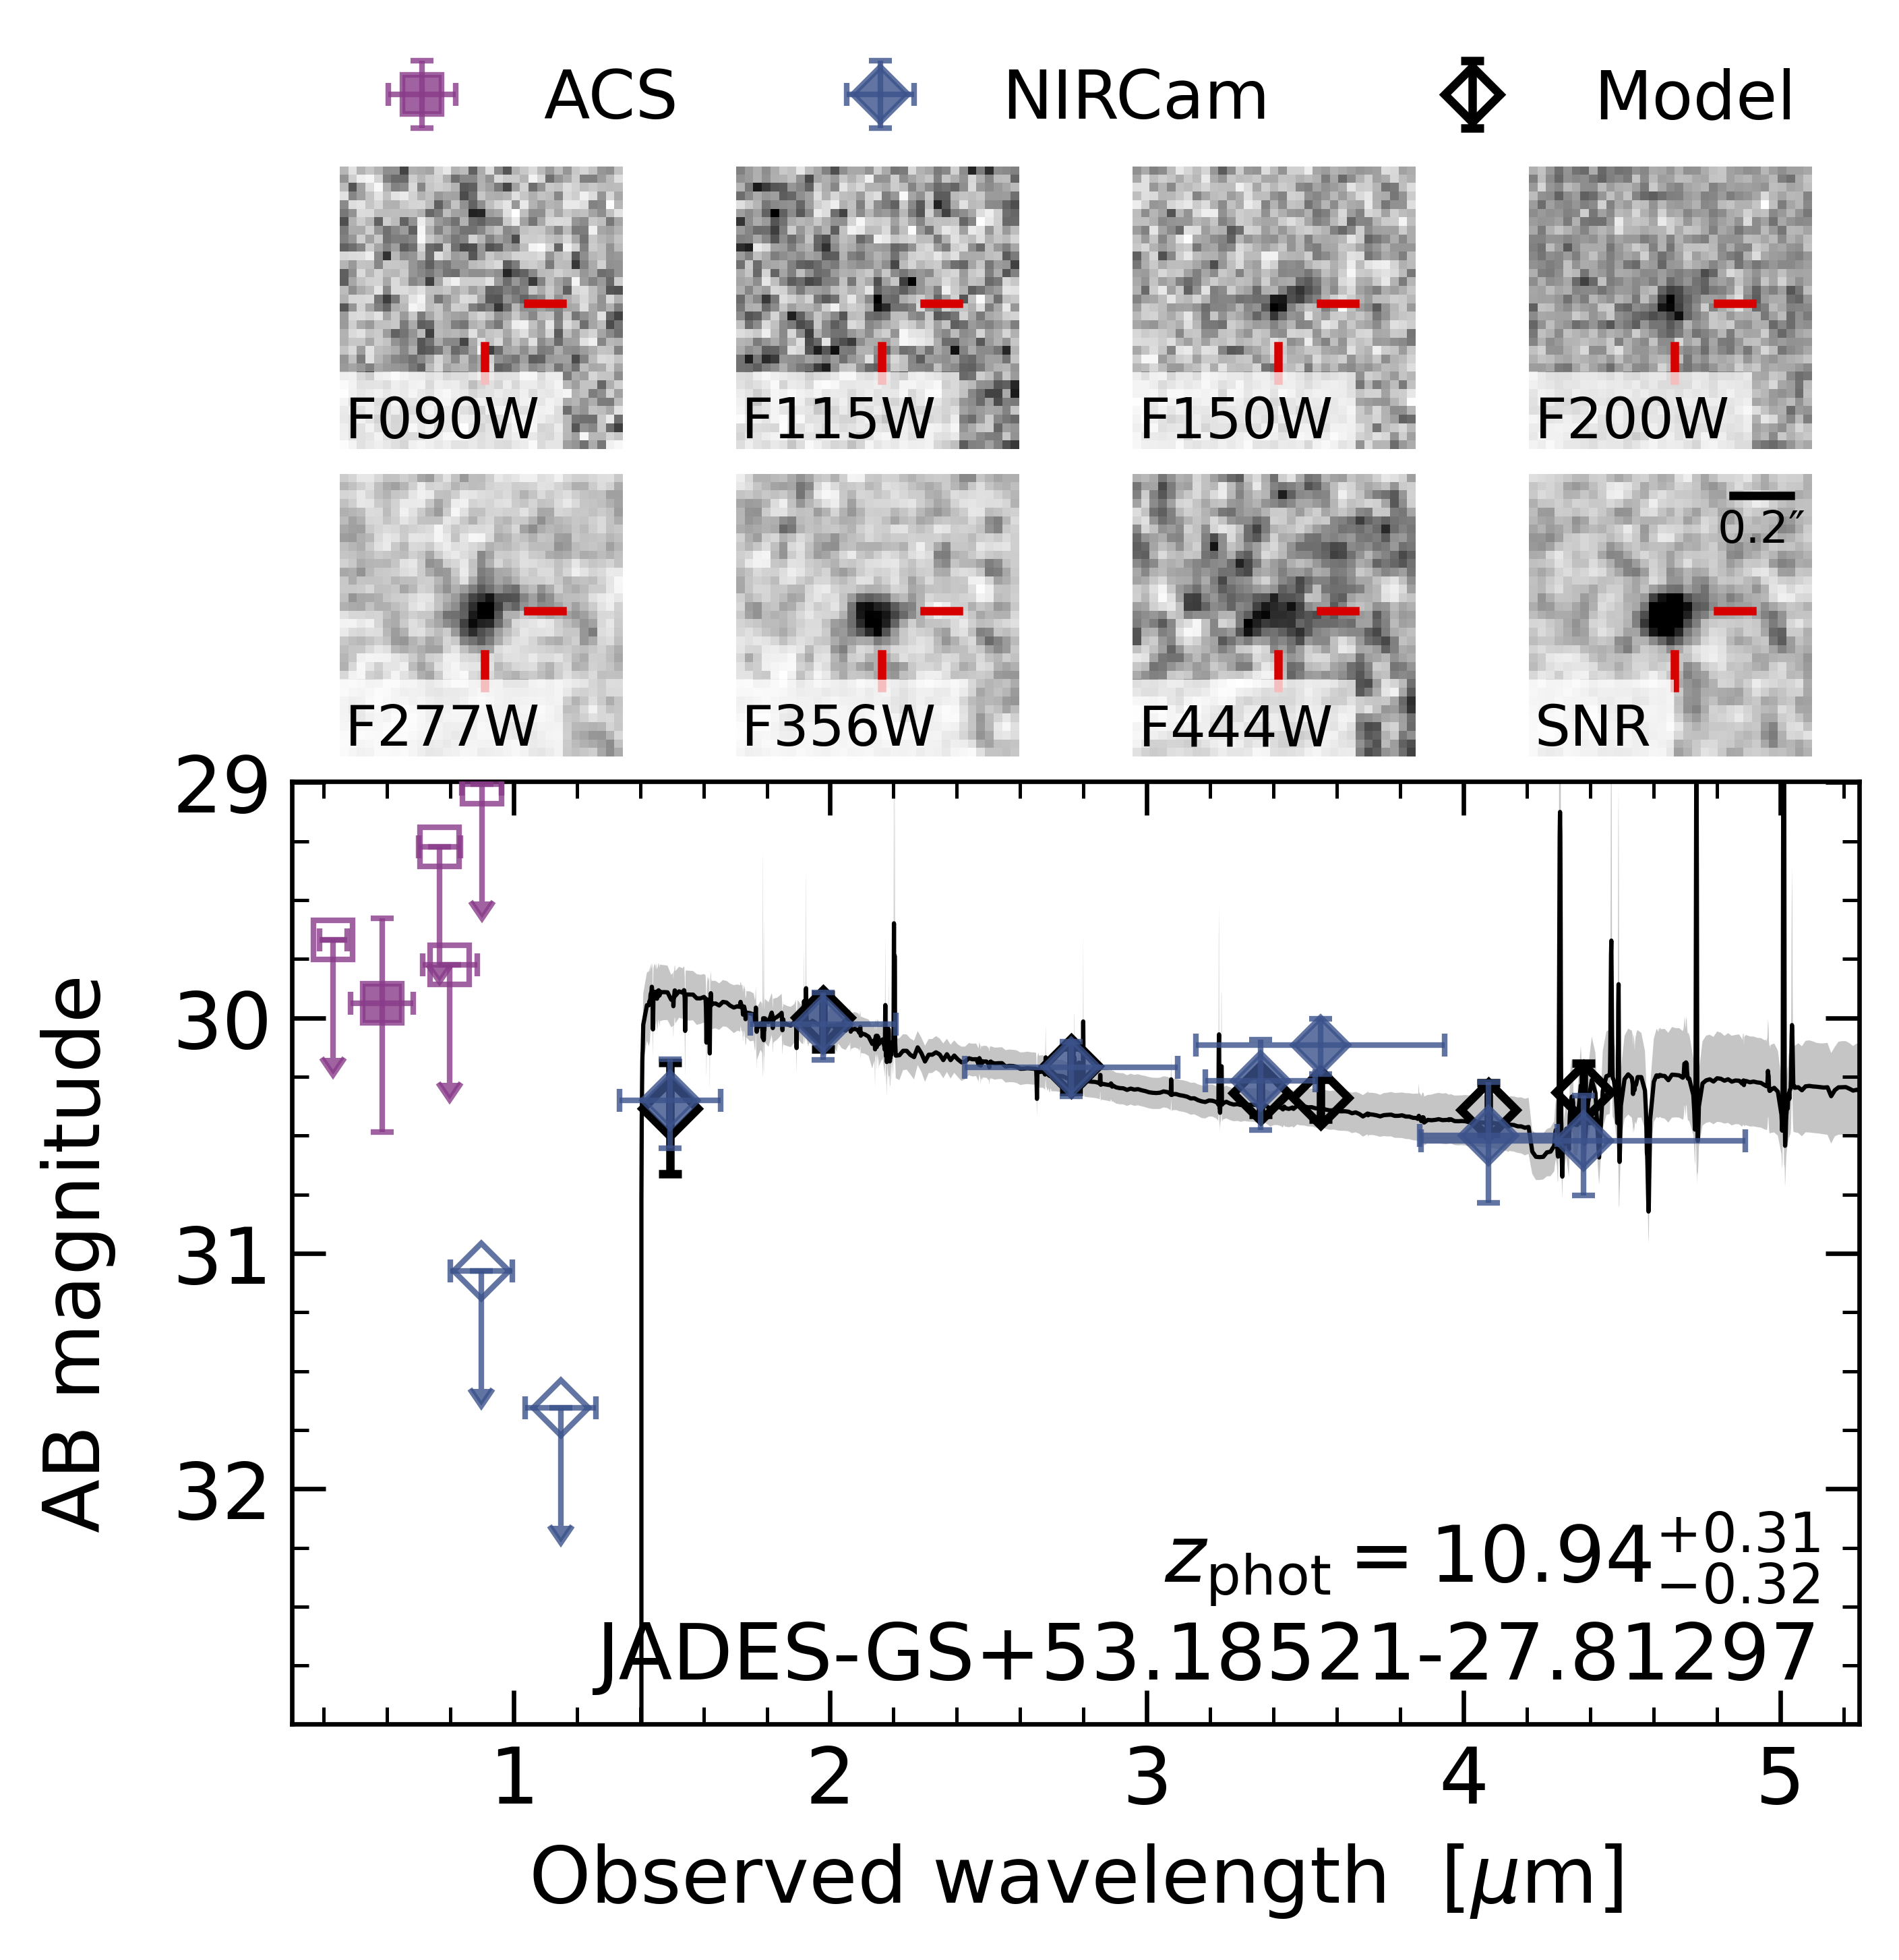 ACS NIRCam Model
F090W F115W F150W F200W
0.2″
F277W F356W F444W SNR
29
30
31
32
AB magnitude
z_phot = 10.94 +0.31 −0.32
JADES-GS+53.18521-27.81297
1 2 3 4 5
Observed wavelength [μm]